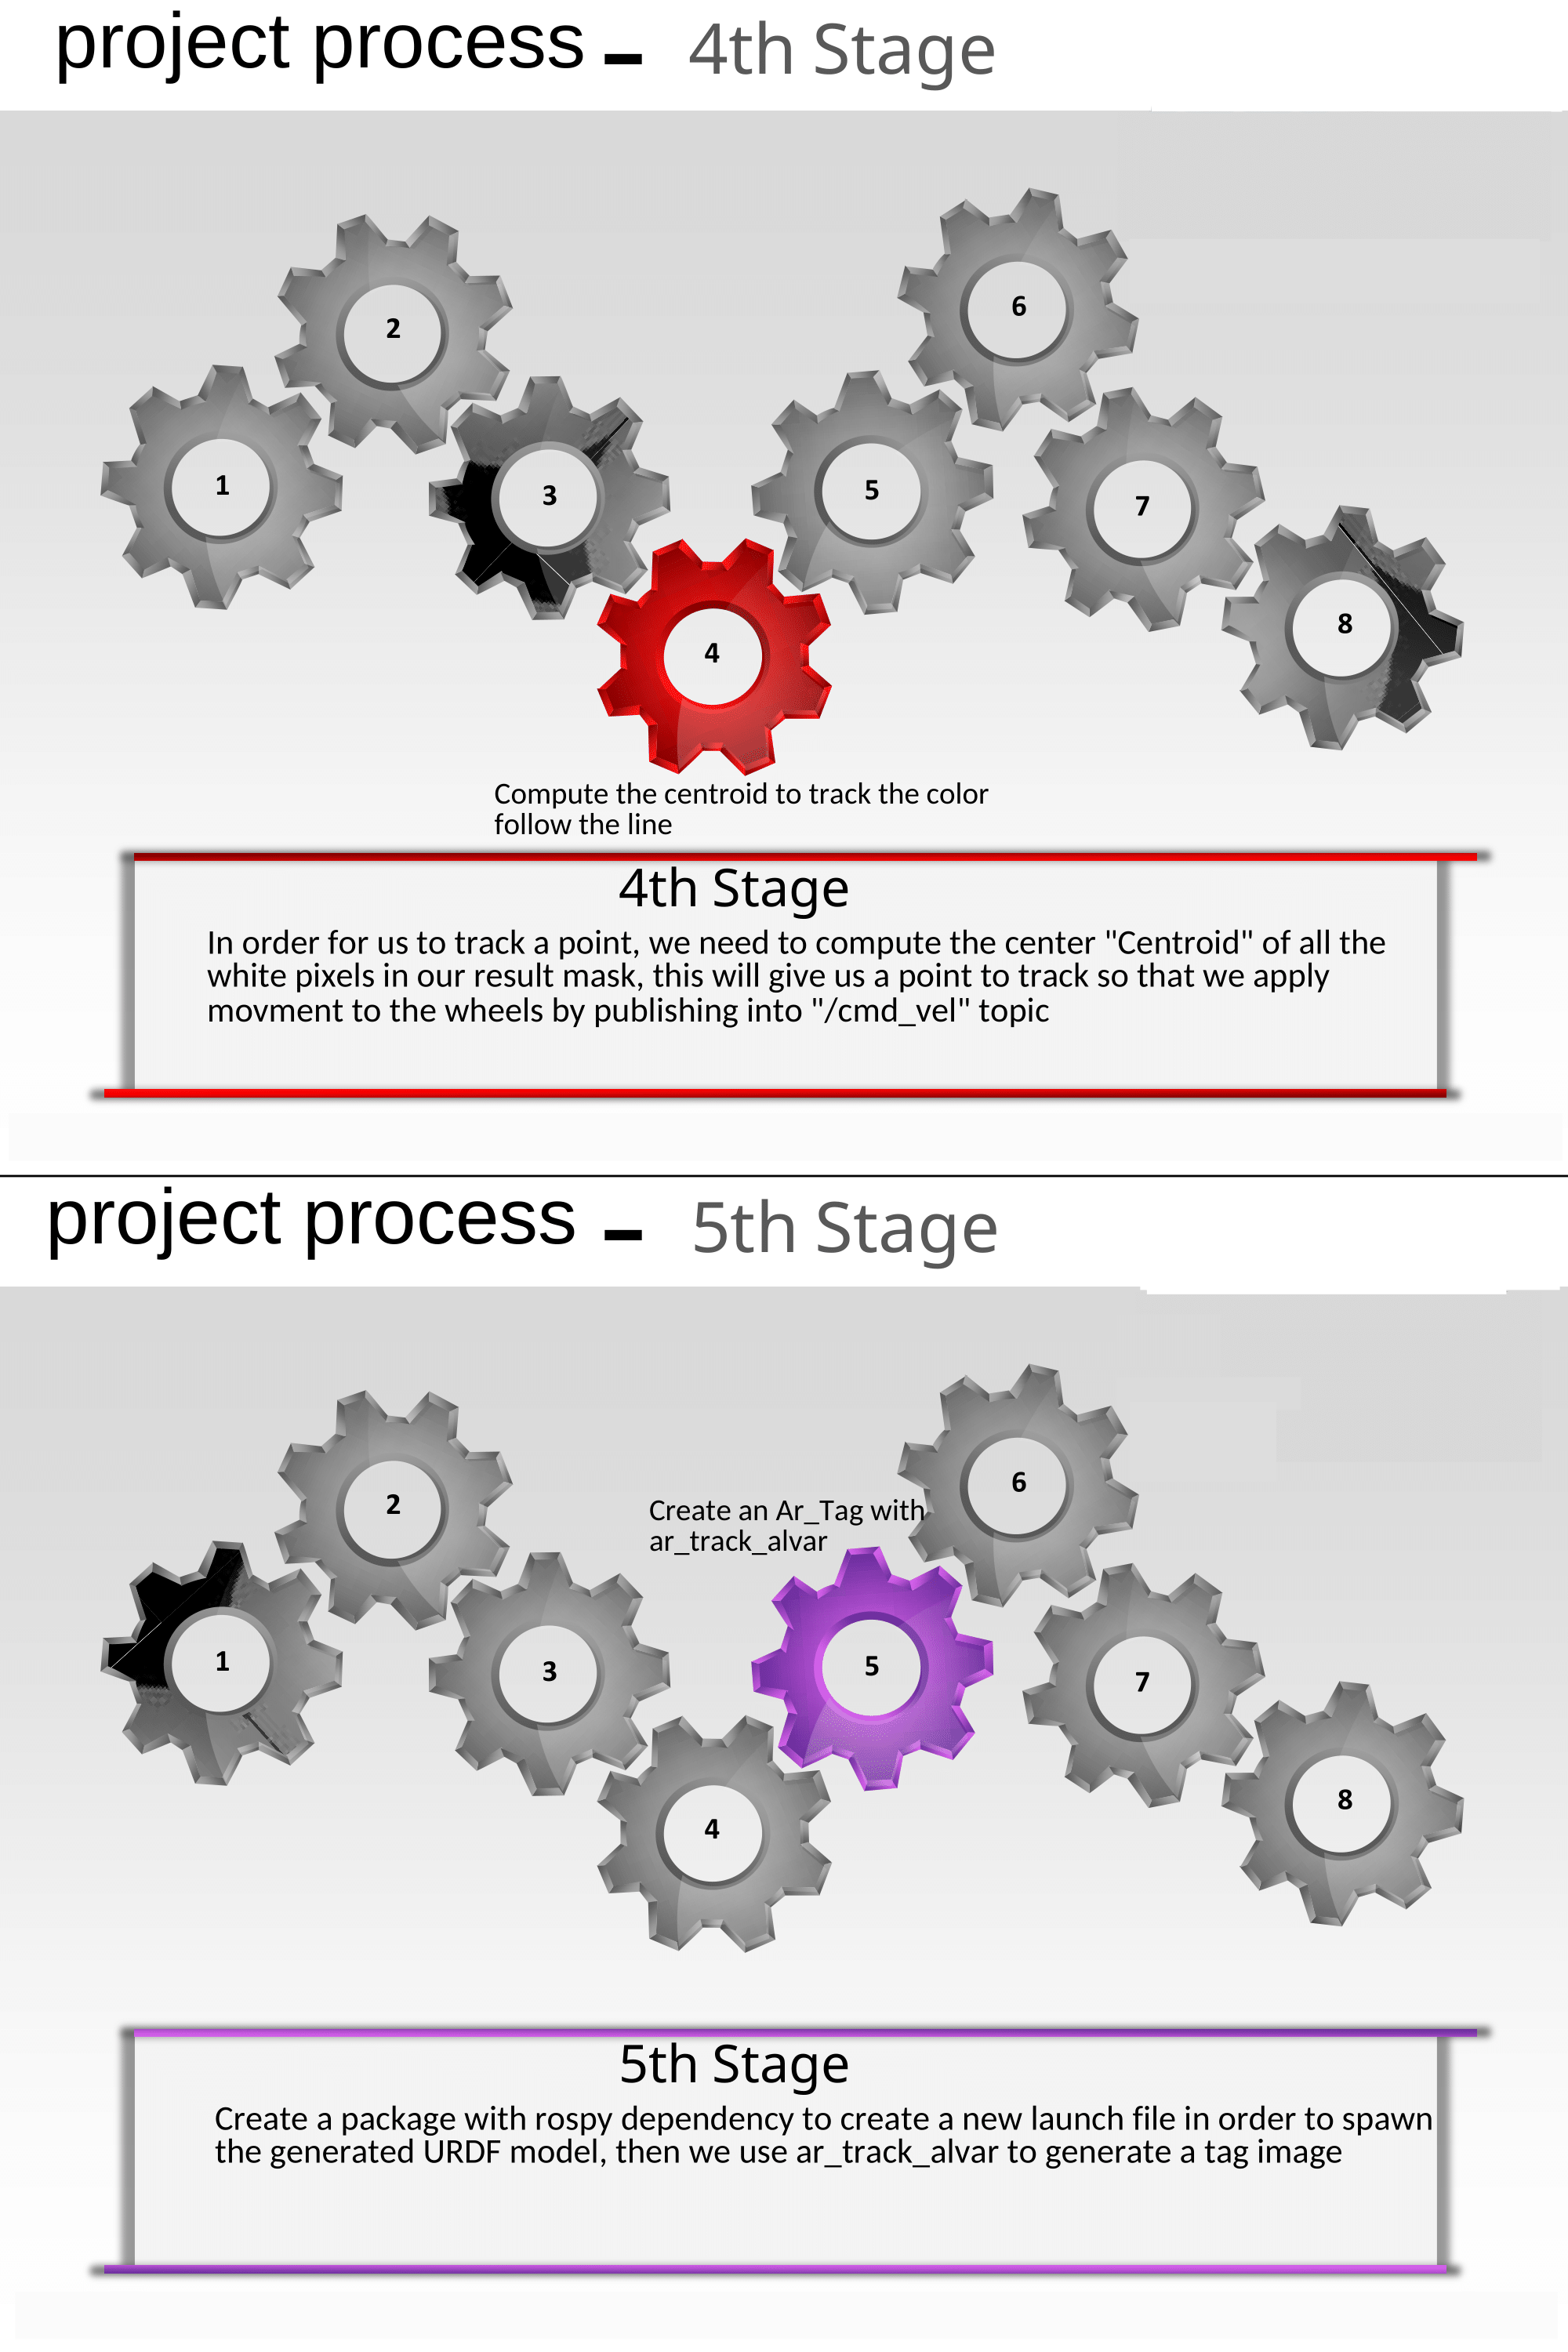 project process - 4th Stage
2
6
1
3
5
7
4
8
Compute the centroid to track the color
follow the line
4th Stage
In order for us to track a point, we need to compute the center "Centroid" of all the
white pixels in our result mask, this will give us a point to track so that we apply
movment to the wheels by publishing into "/cmd_vel" topic
project process - 5th Stage
2
6
Create an Ar_Tag with
ar_track_alvar
1
3
5
7
4
8
5th Stage
Create a package with rospy dependency to create a new launch file in order to spawn
the generated URDF model, then we use ar_track_alvar to generate a tag image